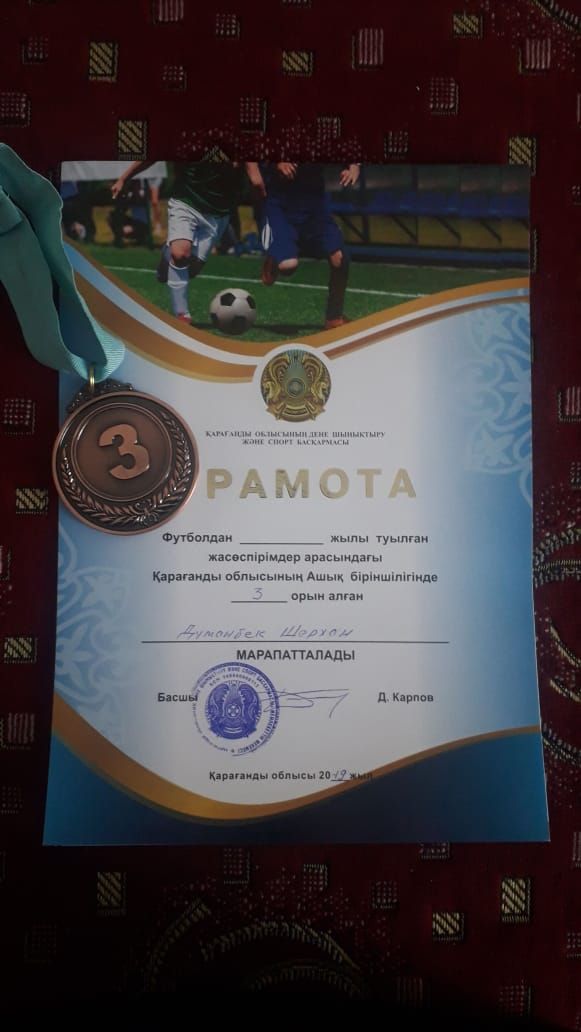 3
ҚАРАҒАНДЫ ОБЛЫСЫНЫҢ ДЕНЕ ШЫНЫҚТЫРУ
ЖӘНЕ СПОРТ БАСҚАРМАСЫ
РАМОТА
Футболдан ____________ жылы туылған
жасөспірімдер арасындағы
Қарағанды облысының Ашық біріншілігінде
3 орын алған
Думанбек Шерхан
МАРАПАТТАЛАДЫ
Басшы Д. Карпов
Қарағанды облысы 2019 жыл